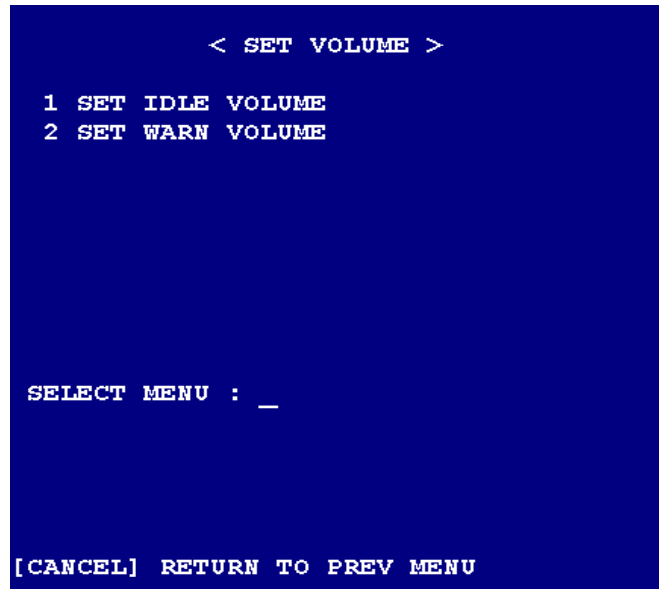 < SET VOLUME >
1 SET IDLE VOLUME
2 SET WARN VOLUME
SELECT MENU : _
[CANCEL] RETURN TO PREV MENU